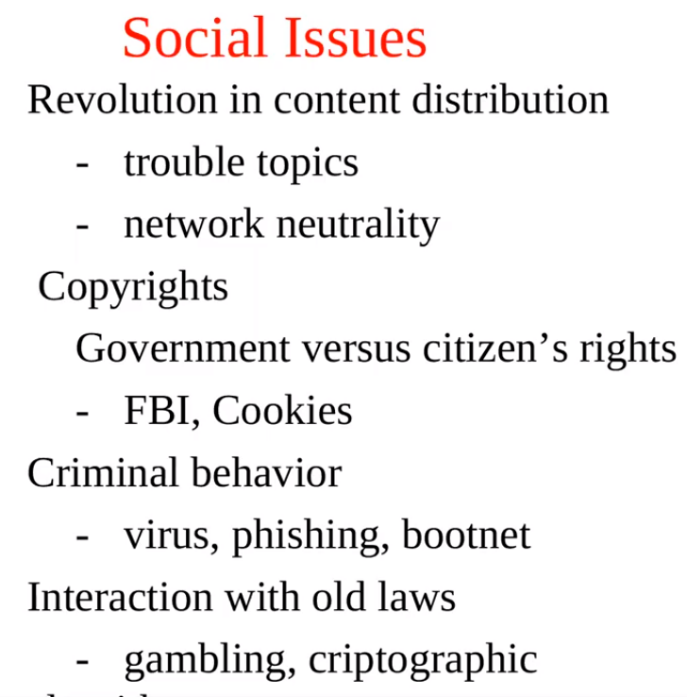 Social Issues
Revolution in content distribution
- trouble topics
- network neutrality
Copyrights
Government versus citizen’s rights
- FBI, Cookies
Criminal behavior
- virus, phishing, bootnet
Interaction with old laws
- gambling, criptographic